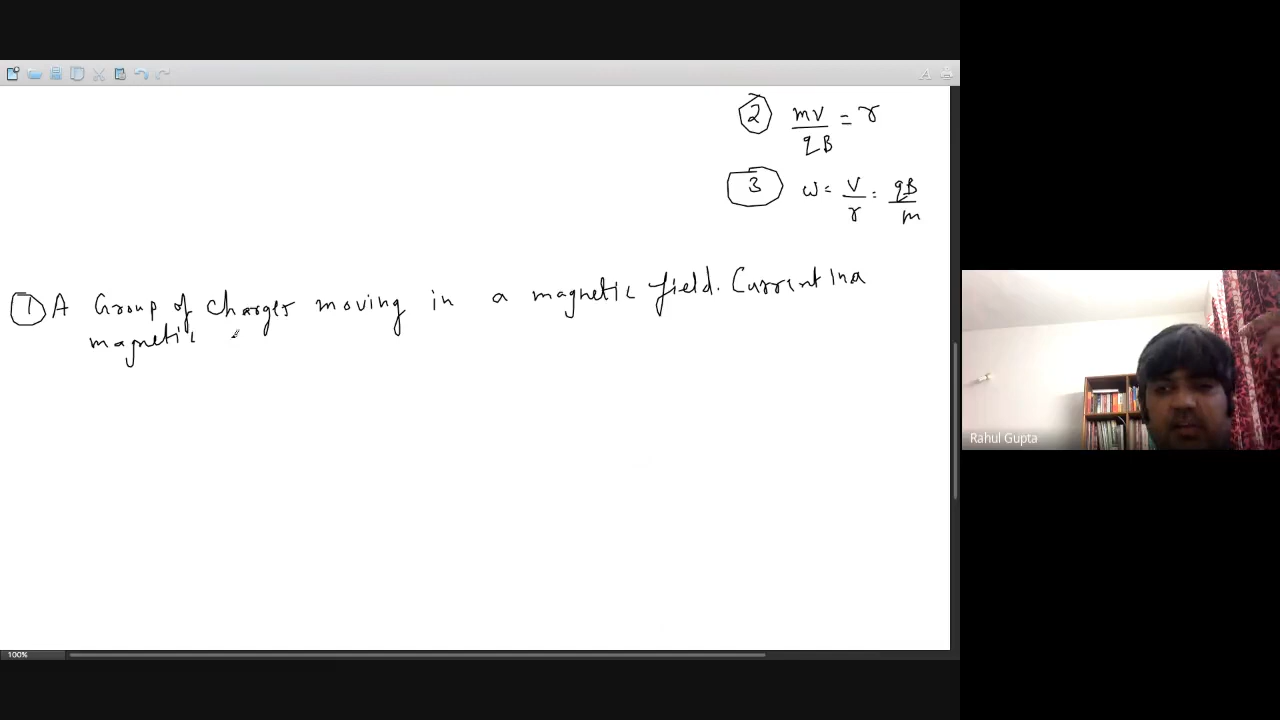 2 mv/qB = r
3 ω = v/r = qB/m
1 A Group of charges moving in a magnetic field. Current in a
magnetic
Rahul Gupta
100%